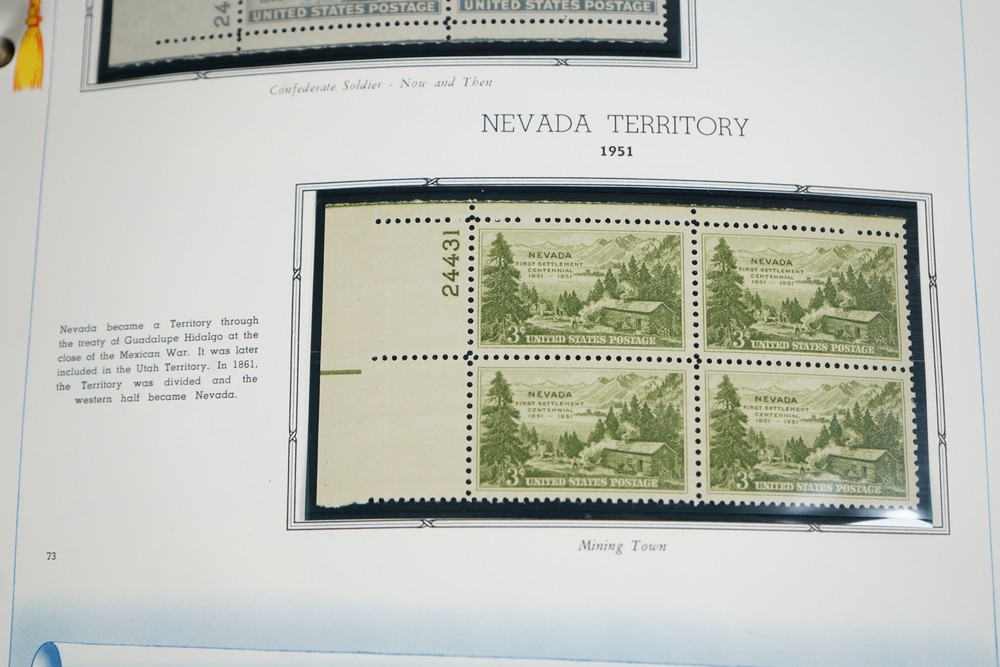 24
UNITED STATES POSTAGE
UNITED STATES POSTAGE
Confederate Soldier - Now and Then
NEVADA TERRITORY
1951
24431
NEVADA
FIRST SETTLEMENT
CENTENNIAL
1851 – 1951
3¢
UNITED STATES POSTAGE
NEVADA
FIRST SETTLEMENT
CENTENNIAL
1851 – 1951
3¢
UNITED STATES POSTAGE
Nevada became a Territory through
the treaty of Guadalupe Hidalgo at the
close of the Mexican War. It was later
included in the Utah Territory. In 1861,
the Territory was divided and the
western half became Nevada.
NEVADA
FIRST SETTLEMENT
CENTENNIAL
1851 – 1951
3¢
UNITED STATES POSTAGE
NEVADA
FIRST SETTLEMENT
CENTENNIAL
1851 – 1951
3¢
UNITED STATES POSTAGE
Mining Town
73